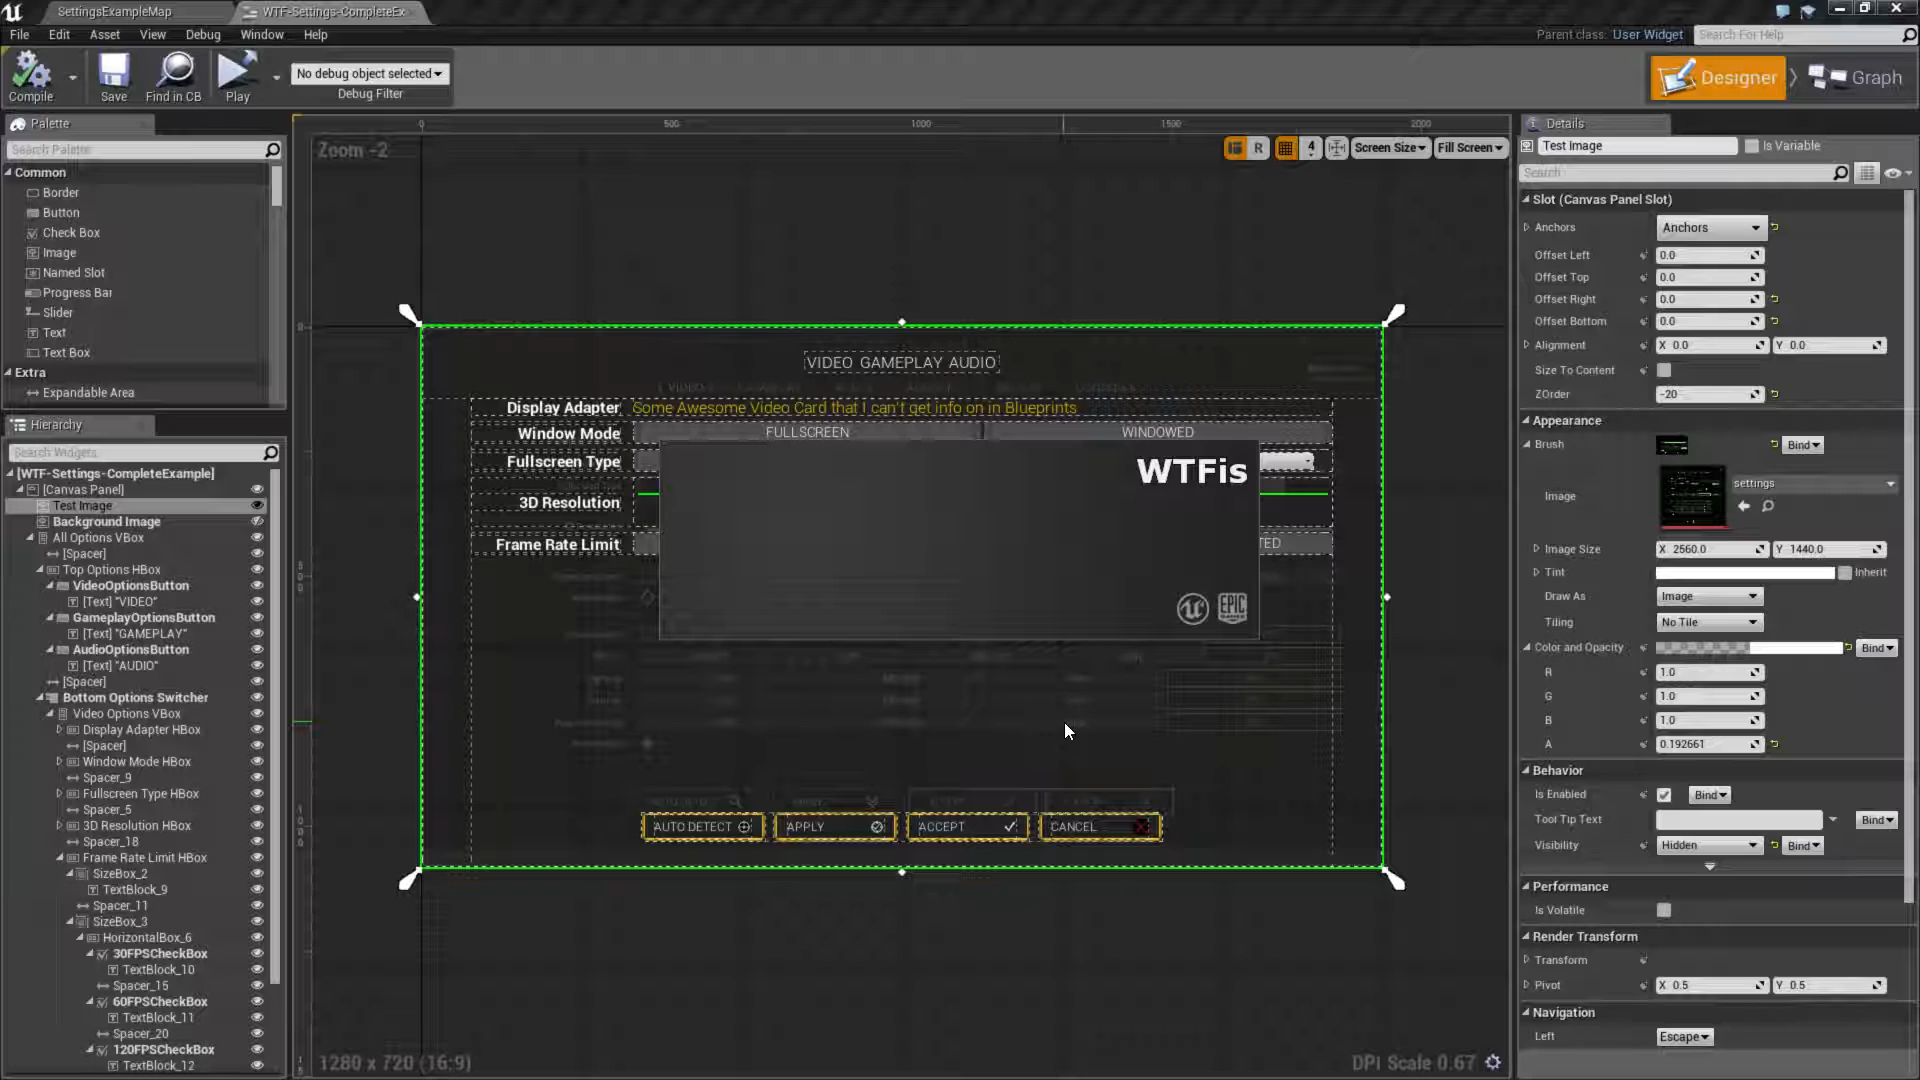 SettingsExampleMap
WTF-Settings-CompleteEx
File Edit Asset View Debug Window Help
Parent class: User Widget
Search For Help
Compile
Save
Find in CB
Play
No debug object selected
Debug Filter
Designer
Graph
Palette
Search Palette
Common
Border
Button
Check Box
Image
Named Slot
Progress Bar
Slider
Text
Text Box
Extra
Expandable Area
Hierarchy
Search Widgets
[WTF-Settings-CompleteExample]
[Canvas Panel]
Test Image
Background Image
All Options VBox
[Spacer]
Top Options HBox
VideoOptionsButton
[Text] "VIDEO"
GameplayOptionsButton
[Text] "GAMEPLAY"
AudioOptionsButton
[Text] "AUDIO"
[Spacer]
Bottom Options Switcher
Video Options VBox
Display Adapter HBox
[Spacer]
Window Mode HBox
Spacer_9
Fullscreen Type HBox
Spacer_5
3D Resolution HBox
Spacer_18
Frame Rate Limit HBox
SizeBox_2
TextBlock_9
Spacer_11
SizeBox_3
HorizontalBox_6
30FPSCheckBox
TextBlock_10
Spacer_15
60FPSCheckBox
TextBlock_11
Spacer_20
120FPSCheckBox
TextBlock_12
0 500 1000 1500 2000
Zoom -2
R 4 Screen Size Fill Screen
VIDEO GAMEPLAY AUDIO
Display Adapter Some Awesome Video Card that I can't get info on in Blueprints
Window Mode FULLSCREEN WINDOWED
Fullscreen Type
3D Resolution
Frame Rate Limit TED
WTFis
EPIC GAMES
AUTO DETECT APPLY ACCEPT CANCEL
1280 x 720 (16:9)
DPI Scale 0.67
Details
Test Image Is Variable
Search
Slot (Canvas Panel Slot)
Anchors Anchors
Offset Left 0.0
Offset Top 0.0
Offset Right 0.0
Offset Bottom 0.0
Alignment X 0.0 Y 0.0
Size To Content
ZOrder -20
Appearance
Brush Bind
Image settings
Image Size X 2560.0 Y 1440.0
Tint Inherit
Draw As Image
Tiling No Tile
Color and Opacity Bind
R 1.0
G 1.0
B 1.0
A 0.192661
Behavior
Is Enabled Bind
Tool Tip Text Bind
Visibility Hidden Bind
Performance
Is Volatile
Render Transform
Transform
Pivot X 0.5 Y 0.5
Navigation
Left Escape